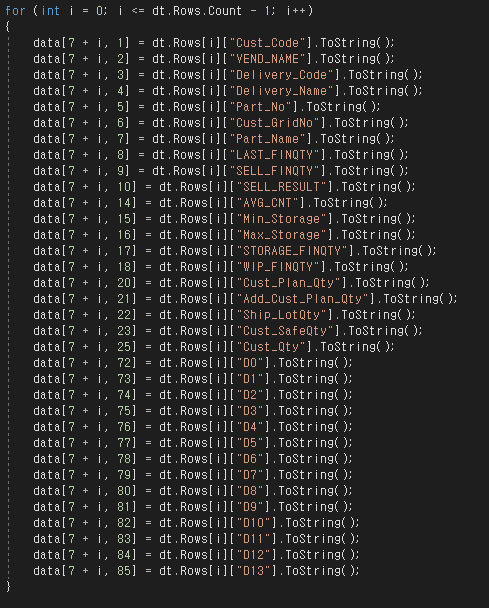 for (int i = 0; i <= dt.Rows.Count - 1; i++)
{
data[7 + i, 1] = dt.Rows[i]["Cust_Code"].ToString();
data[7 + i, 2] = dt.Rows[i]["VEND_NAME"].ToString();
data[7 + i, 3] = dt.Rows[i]["Delivery_Code"].ToString();
data[7 + i, 4] = dt.Rows[i]["Delivery_Name"].ToString();
data[7 + i, 5] = dt.Rows[i]["Part_No"].ToString();
data[7 + i, 6] = dt.Rows[i]["Cust_GridNo"].ToString();
data[7 + i, 7] = dt.Rows[i]["Part_Name"].ToString();
data[7 + i, 8] = dt.Rows[i]["LAST_FINQTY"].ToString();
data[7 + i, 9] = dt.Rows[i]["SELL_FINQTY"].ToString();
data[7 + i, 10] = dt.Rows[i]["SELL_RESULT"].ToString();
data[7 + i, 14] = dt.Rows[i]["AVG_CNT"].ToString();
data[7 + i, 15] = dt.Rows[i]["Min_Storage"].ToString();
data[7 + i, 16] = dt.Rows[i]["Max_Storage"].ToString();
data[7 + i, 17] = dt.Rows[i]["STORAGE_FINQTY"].ToString();
data[7 + i, 18] = dt.Rows[i]["WIP_FINQTY"].ToString();
data[7 + i, 20] = dt.Rows[i]["Cust_Plan_Qty"].ToString();
data[7 + i, 21] = dt.Rows[i]["Add_Cust_Plan_Qty"].ToString();
data[7 + i, 22] = dt.Rows[i]["Ship_LotQty"].ToString();
data[7 + i, 23] = dt.Rows[i]["Cust_SafeQty"].ToString();
data[7 + i, 25] = dt.Rows[i]["Cust_Qty"].ToString();
data[7 + i, 72] = dt.Rows[i]["D0"].ToString();
data[7 + i, 73] = dt.Rows[i]["D1"].ToString();
data[7 + i, 74] = dt.Rows[i]["D2"].ToString();
data[7 + i, 75] = dt.Rows[i]["D3"].ToString();
data[7 + i, 76] = dt.Rows[i]["D4"].ToString();
data[7 + i, 77] = dt.Rows[i]["D5"].ToString();
data[7 + i, 78] = dt.Rows[i]["D6"].ToString();
data[7 + i, 79] = dt.Rows[i]["D7"].ToString();
data[7 + i, 80] = dt.Rows[i]["D8"].ToString();
data[7 + i, 81] = dt.Rows[i]["D9"].ToString();
data[7 + i, 82] = dt.Rows[i]["D10"].ToString();
data[7 + i, 83] = dt.Rows[i]["D11"].ToString();
data[7 + i, 84] = dt.Rows[i]["D12"].ToString();
data[7 + i, 85] = dt.Rows[i]["D13"].ToString();
}